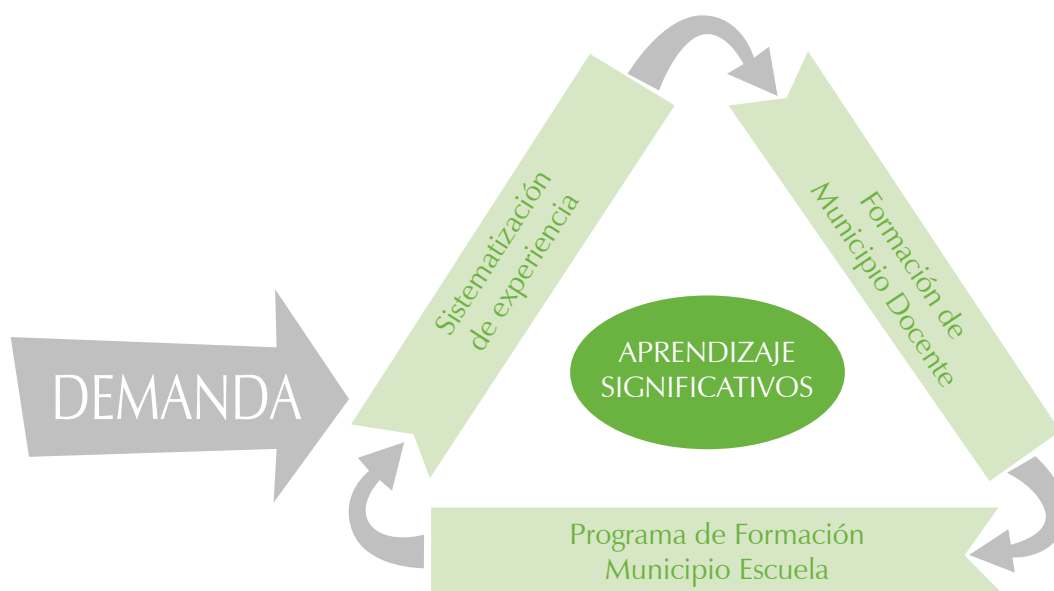 DEMANDA
Sistematización
de experiencia
Formación de
Municipio Docente
APRENDIZAJE
SIGNIFICATIVOS
Programa de Formación
Municipio Escuela